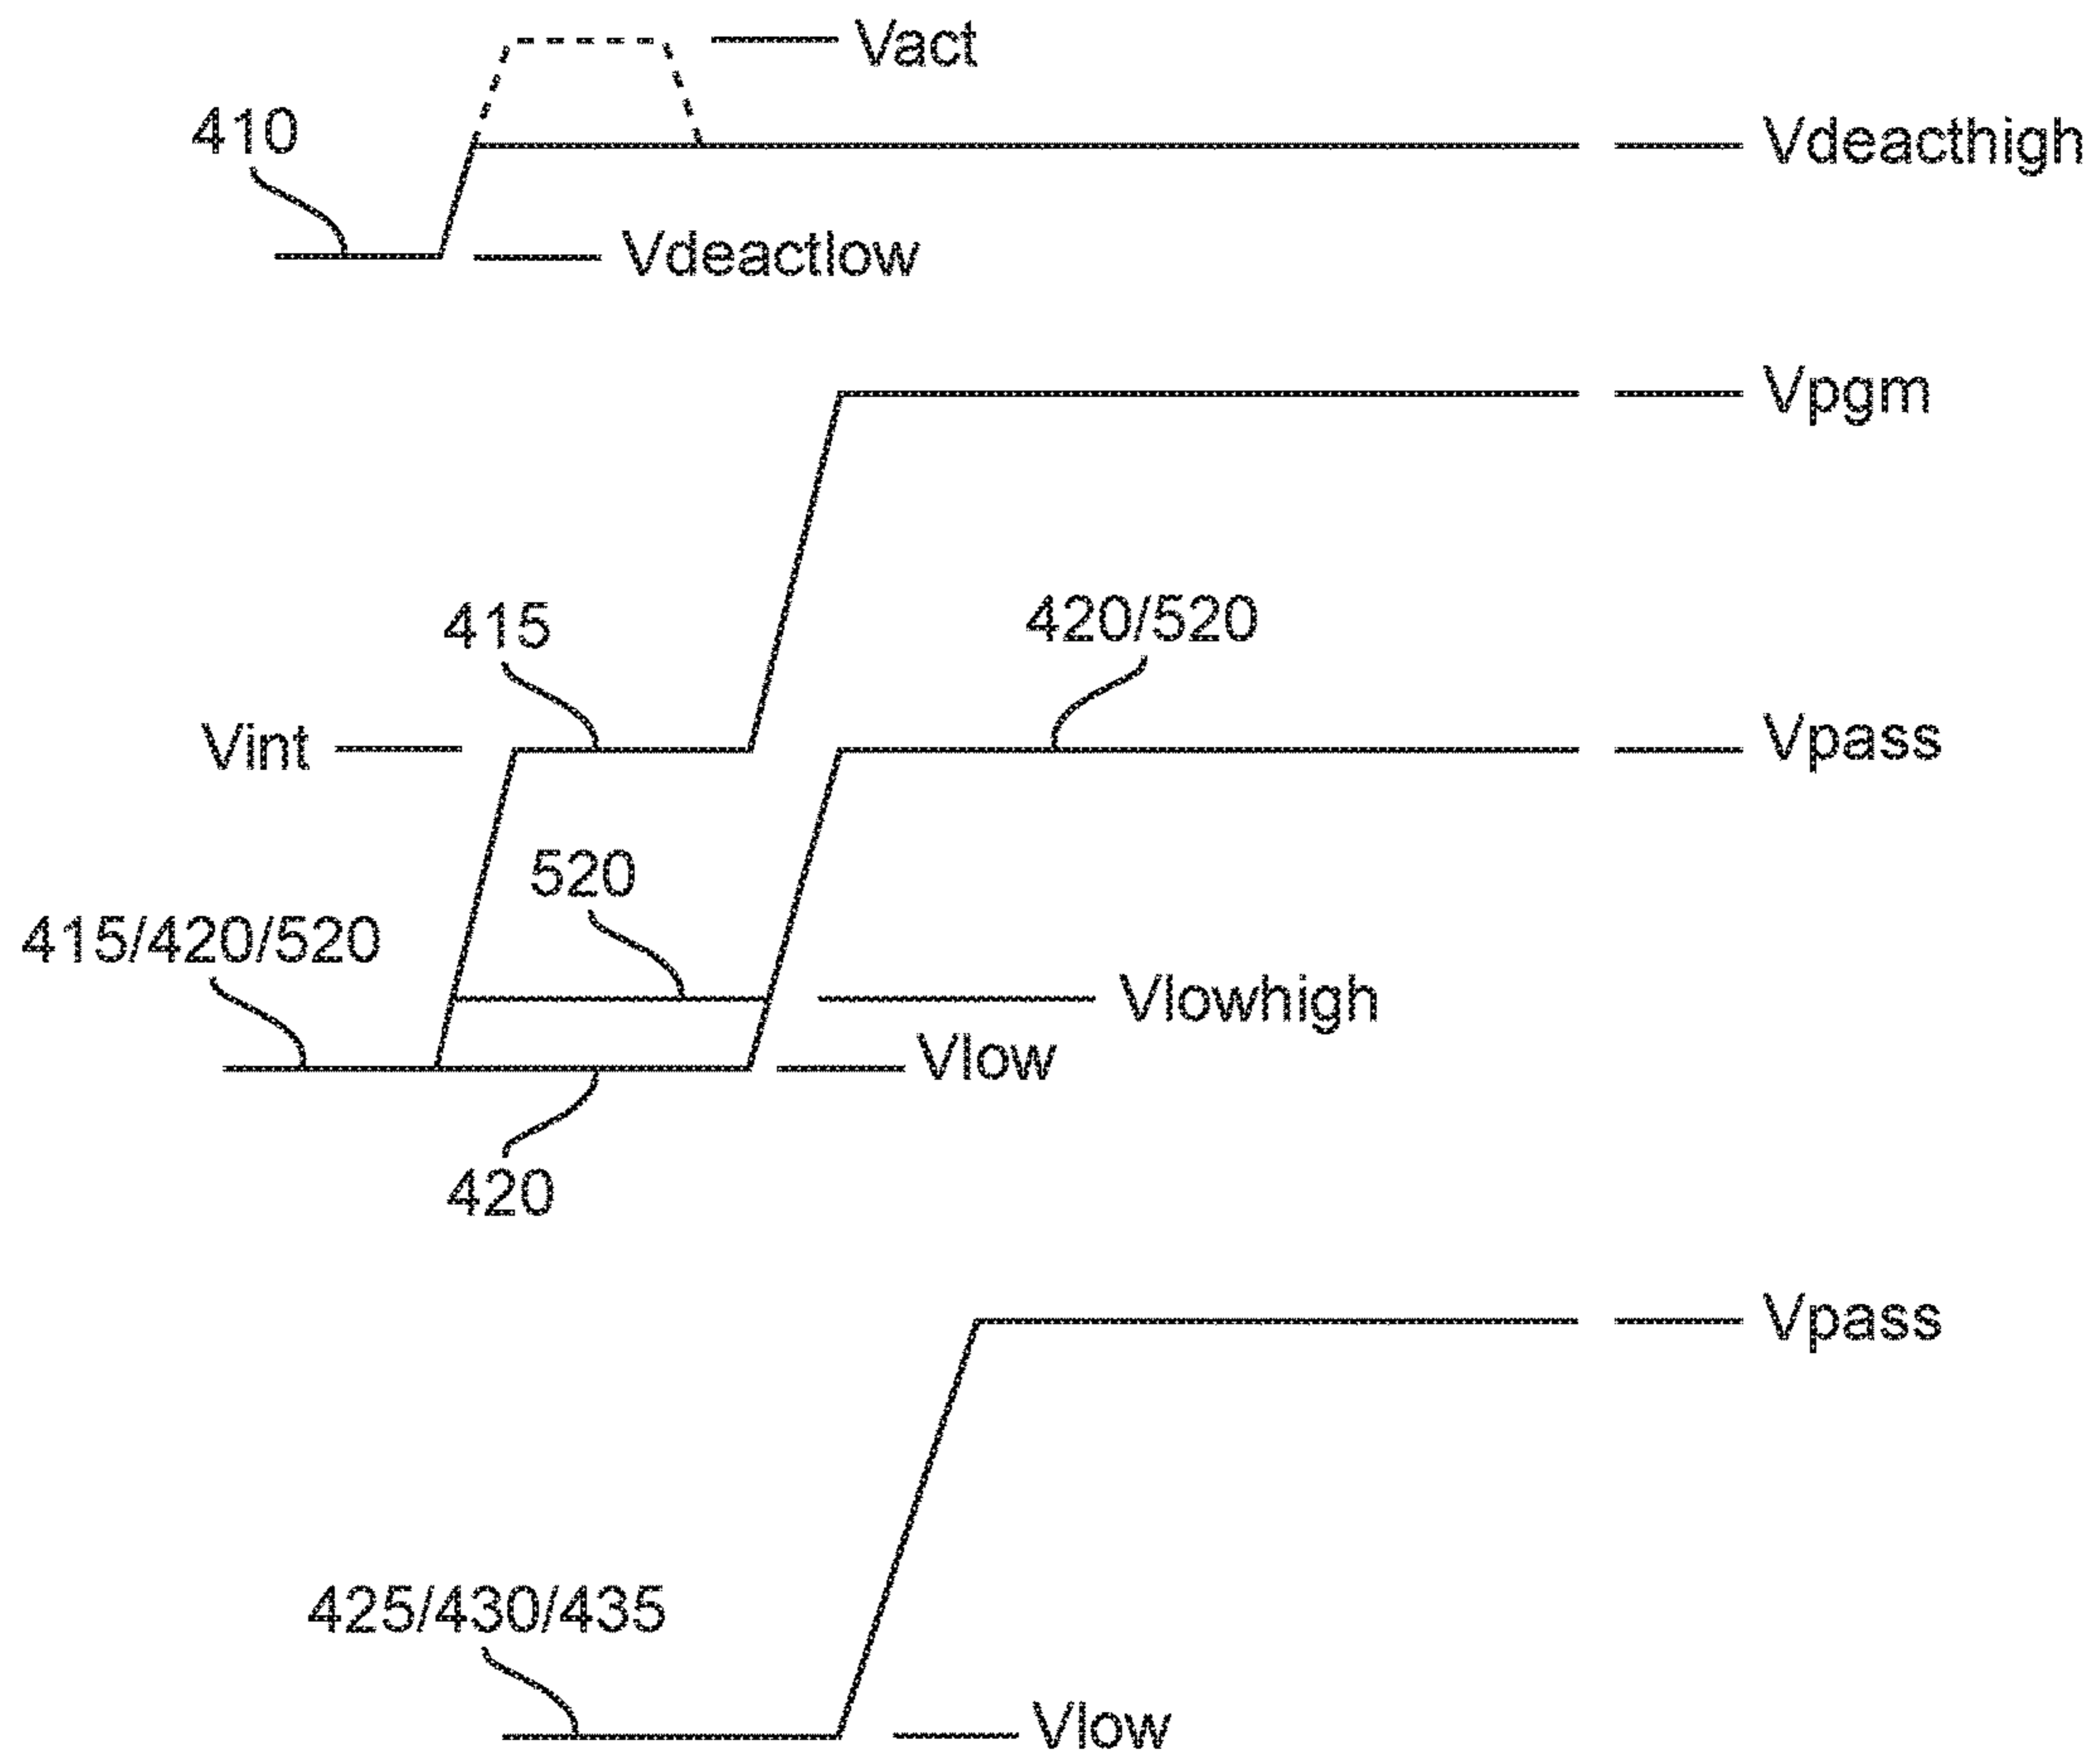 Vact
410
Vdeacthigh
Vdeactlow
Vpgm
415
420/520
Vint
Vpass
520
415/420/520
Vlowhigh
Vlow
420
Vpass
425/430/435
Vlow